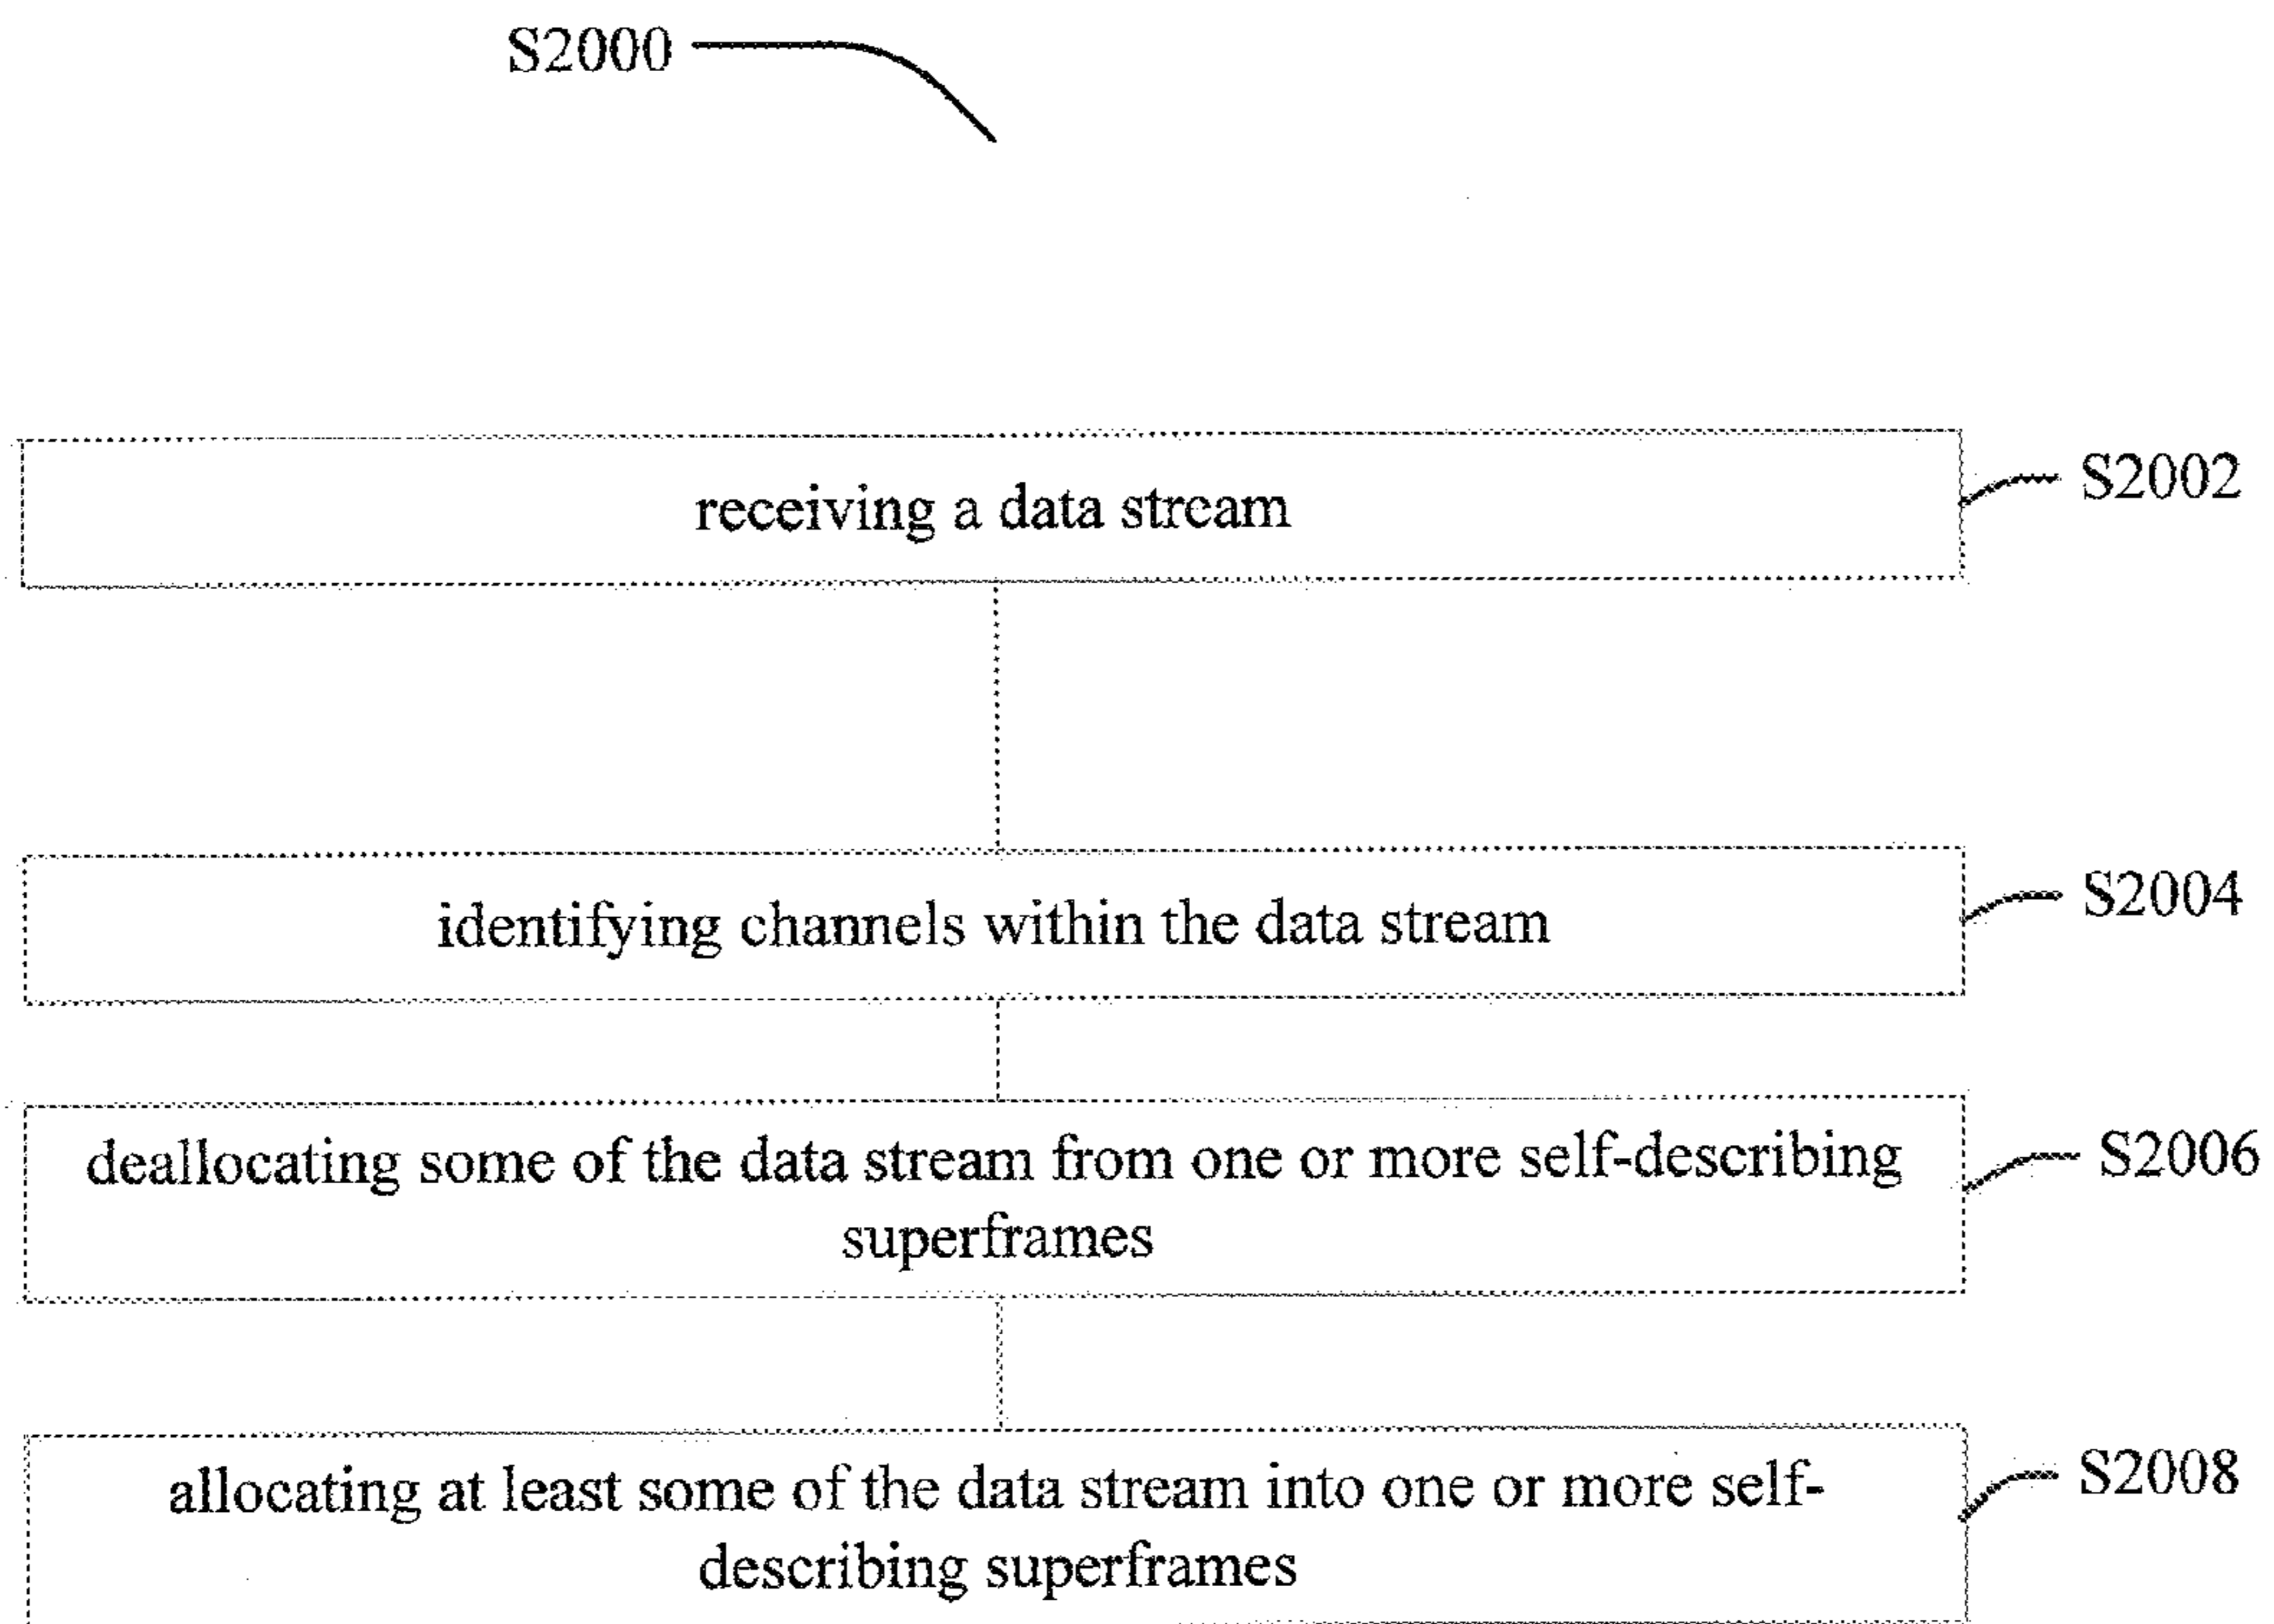 S2000
receiving a data stream
S2002
identifying channels within the data stream
S2004
deallocating some of the data stream from one or more self-describing
superframes
S2006
allocating at least some of the data stream into one or more self-
describing superframes
S2008